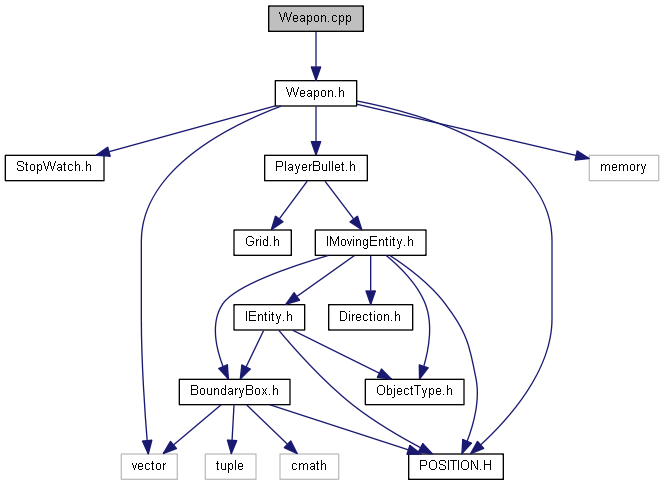 Weapon.cpp
Weapon.h
StopWatch.h
PlayerBullet.h
memory
Grid.h
IMovingEntity.h
IEntity.h
Direction.h
BoundaryBox.h
ObjectType.h
vector
tuple
cmath
POSITION.H